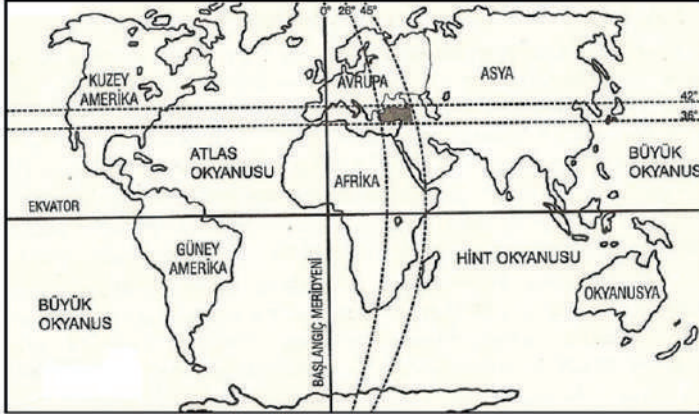 0° 26° 45°
KUZEY
AMERİKA
AVRUPA
ASYA
42°
36°
ATLAS
OKYANUSU
AFRİKA
BÜYÜK
OKYANUS
EKVATOR
GÜNEY
AMERİKA
HİNT OKYANUSU
OKYANUSYA
BÜYÜK
OKYANUS
BAŞLANGIÇ MERİDYENİ